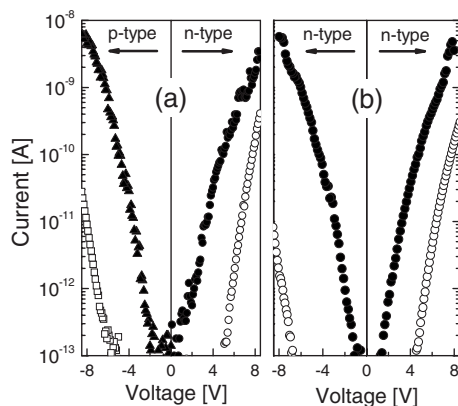 p-type n-type
n-type n-type
(a)
(b)
Current [A]
10^-8
10^-9
10^-10
10^-11
10^-12
10^-13
-8 -4 0 4 8
-8 -4 0 4 8
Voltage [V]
Voltage [V]